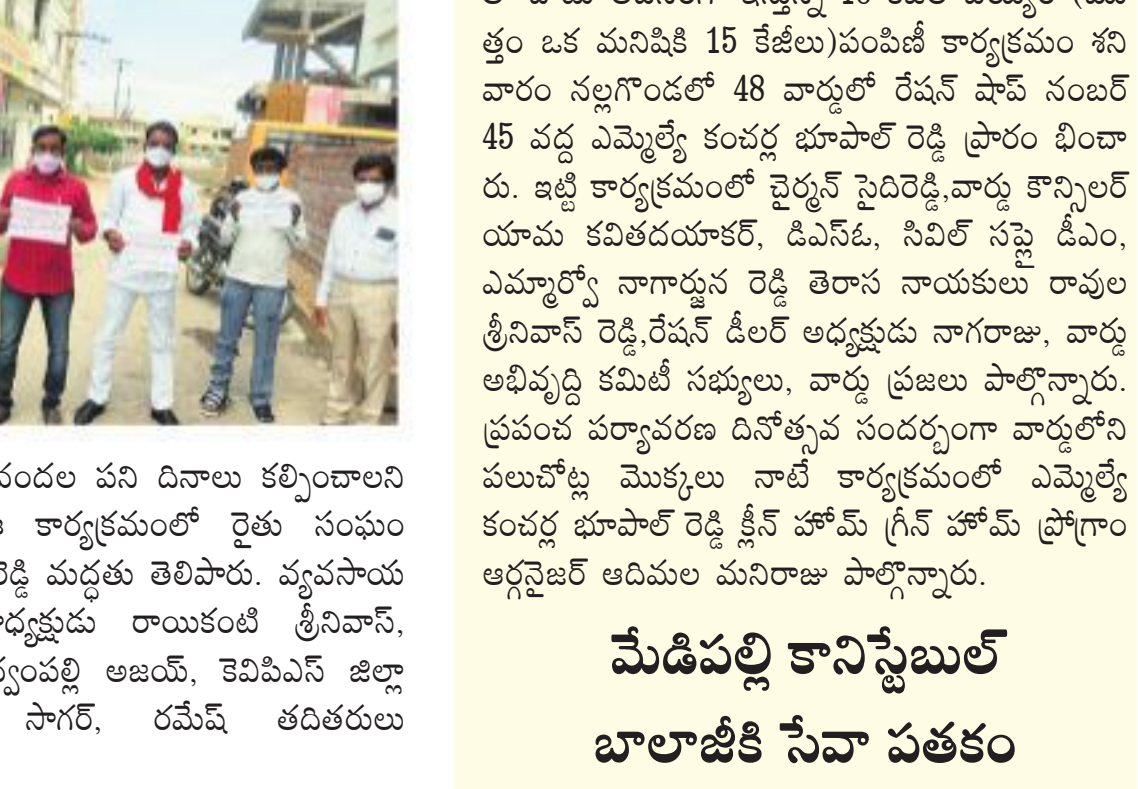 వందల పని దినాలు కల్పించాలని
కార్యక్రమంలో రైతు సంఘం
రెడ్డి మద్ధతు తెలిపారు. వ్యవసాయ
రాయికంటి శ్రీనివాస్,
అజయ్, కెవిపిఎస్ జిల్లా
సాగర్, రమేష్ తదితరులు
త్తం ఒక మనిషికి 15 కేజీలు)పంపిణీ కార్యక్రమం శని
వారం నల్లగొండలో 48 వార్డులో రేషన్ షాప్ నంబర్
45 వద్ద ఎమ్మెల్యే కంచర్ల భూపాల్ రెడ్డి ప్రారం భించా
రు. ఇట్టి కార్యక్రమంలో చైర్మన్ సైదిరెడ్డి,వార్డు కౌన్సిలర్
యామ కవితదయాకర్, డిఎస్ఓ, సివిల్ సప్లై డీఎం,
ఎమ్మార్వో నాగార్జున రెడ్డి తెరాస నాయకులు రావుల
శ్రీనివాస్ రెడ్డి,రేషన్ డీలర్ అధ్యక్షుడు నాగరాజు, వార్డు
అభివృద్ది కమిటీ సభ్యులు, వార్డు ప్రజలు పాల్గొన్నారు.
ప్రపంచ పర్యావరణ దినోత్సవ సందర్బంగా వార్డులోని
పలుచోట్ల మొక్కలు నాటే కార్యక్రమంలో ఎమ్మెల్యే
కంచర్ల భూపాల్ రెడ్డి క్లీన్ హోమ్ గ్రీన్ హోమ్ ప్రోగ్రాం
ఆర్గనైజర్ ఆదిమల మనిరాజు పాల్గొన్నారు.
మేడిపల్లి కానిస్టేబుల్
బాలాజీకి సేవా పతకం